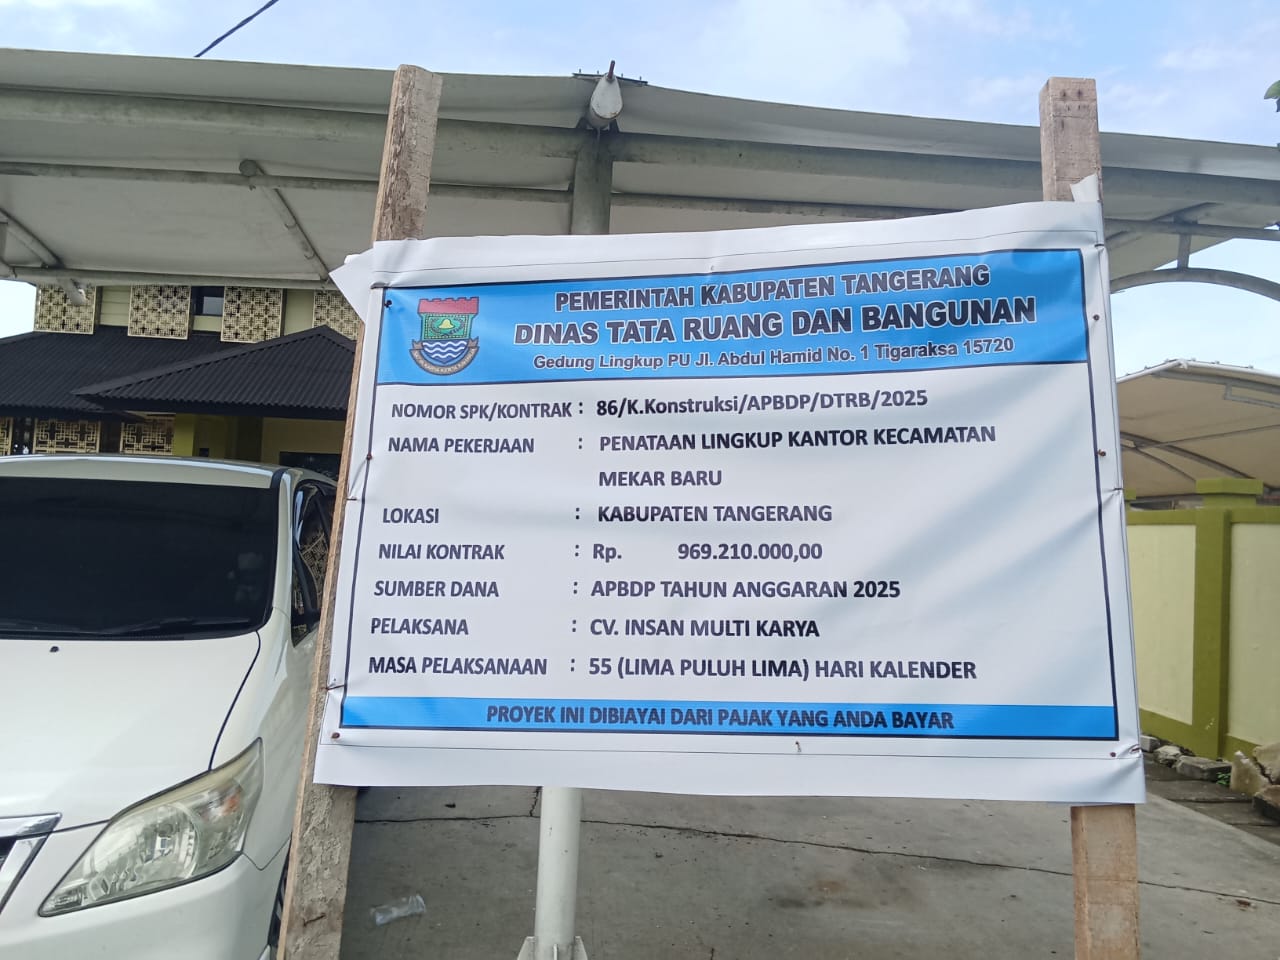 PEMERINTAH KABUPATEN TANGERANG
DINAS TATA RUANG DAN BANGUNAN
Gedung Lingkup PU Jl. Abdul Hamid No. 1 Tigaraksa 15720
NOMOR SPK/KONTRAK : 86/K.Konstruksi/APBDP/DTRB/2025
NAMA PEKERJAAN : PENATAAN LINGKUP KANTOR KECAMATAN
MEKAR BARU
LOKASI : KABUPATEN TANGERANG
NILAI KONTRAK : Rp. 969.210.000,00
SUMBER DANA : APBDP TAHUN ANGGARAN 2025
PELAKSANA : CV. INSAN MULTI KARYA
MASA PELAKSANAAN : 55 (LIMA PULUH LIMA) HARI KALENDER
PROYEK INI DIBIAYAI DARI PAJAK YANG ANDA BAYAR